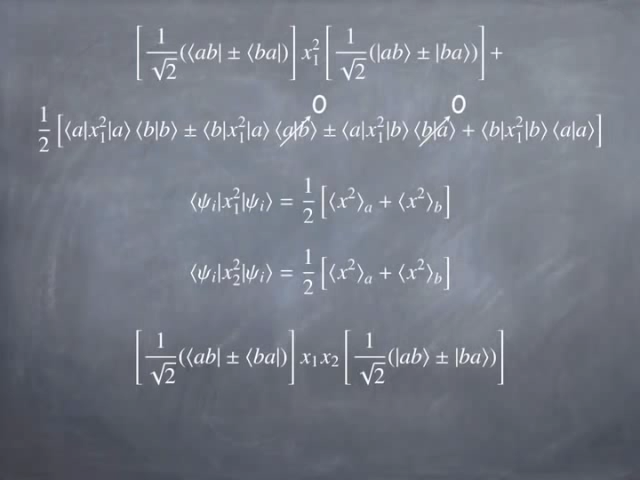 [1/√2 (⟨ab| ± ⟨ba|)] x₁² [1/√2 (|ab⟩ ± |ba⟩)] +
0 0
1/2 [⟨a|x₁²|a⟩ ⟨b|b⟩ ± ⟨b|x₁²|a⟩ ⟨a|b⟩ ± ⟨a|x₁²|b⟩ ⟨b|a⟩ + ⟨b|x₁²|b⟩ ⟨a|a⟩]
⟨ψᵢ|x₁²|ψᵢ⟩ = 1/2 [⟨x²⟩ₐ + ⟨x²⟩_b]
⟨ψᵢ|x₂²|ψᵢ⟩ = 1/2 [⟨x²⟩ₐ + ⟨x²⟩_b]
[1/√2 (⟨ab| ± ⟨ba|)] x₁x₂ [1/√2 (|ab⟩ ± |ba⟩)]